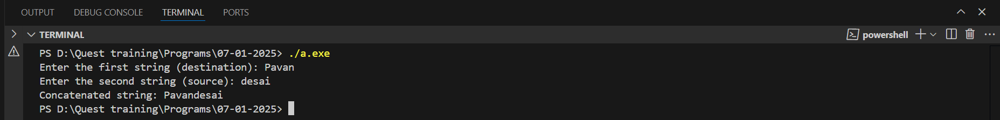 OUTPUT DEBUG CONSOLE TERMINAL PORTS
TERMINAL powershell
PS D:\Quest training\Programs\07-01-2025> ./a.exe
Enter the first string (destination): Pavan
Enter the second string (source): desai
Concatenated string: Pavandesai
PS D:\Quest training\Programs\07-01-2025>